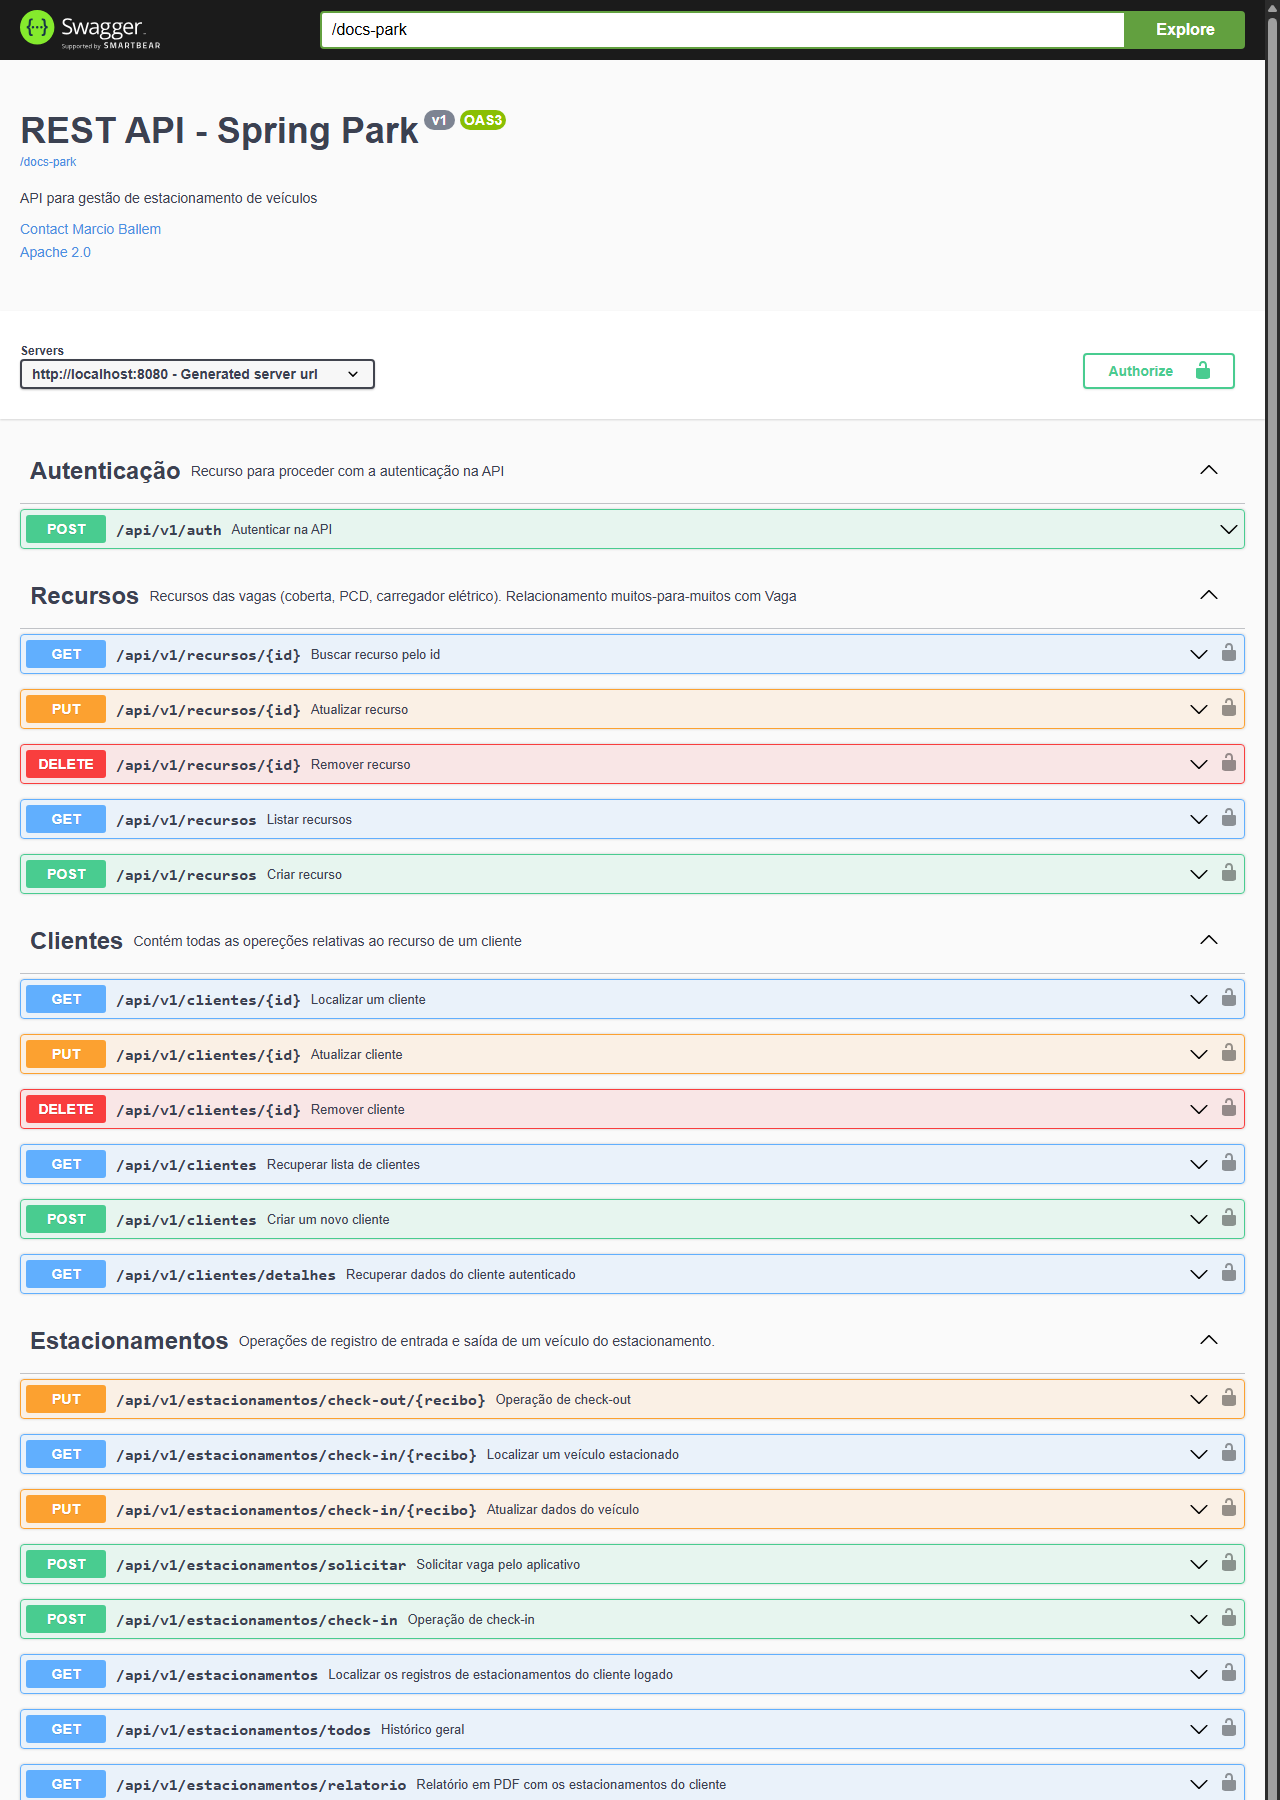 Swagger.
Supported by SMARTBEAR
/docs-park
Explore
REST API - Spring Park v1 OAS3
/docs-park
API para gestão de estacionamento de veículos
Contact Marcio Ballem
Apache 2.0
Servers
http://localhost:8080 - Generated server url
Authorize
Autenticação Recurso para proceder com a autenticação na API
POST /api/v1/auth Autenticar na API
Recursos Recursos das vagas (coberta, PCD, carregador elétrico). Relacionamento muitos-para-muitos com Vaga
GET /api/v1/recursos/{id} Buscar recurso pelo id
PUT /api/v1/recursos/{id} Atualizar recurso
DELETE /api/v1/recursos/{id} Remover recurso
GET /api/v1/recursos Listar recursos
POST /api/v1/recursos Criar recurso
Clientes Contém todas as opereções relativas ao recurso de um cliente
GET /api/v1/clientes/{id} Localizar um cliente
PUT /api/v1/clientes/{id} Atualizar cliente
DELETE /api/v1/clientes/{id} Remover cliente
GET /api/v1/clientes Recuperar lista de clientes
POST /api/v1/clientes Criar um novo cliente
GET /api/v1/clientes/detalhes Recuperar dados do cliente autenticado
Estacionamentos Operações de registro de entrada e saída de um veículo do estacionamento.
PUT /api/v1/estacionamentos/check-out/{recibo} Operação de check-out
GET /api/v1/estacionamentos/check-in/{recibo} Localizar um veículo estacionado
PUT /api/v1/estacionamentos/check-in/{recibo} Atualizar dados do veículo
POST /api/v1/estacionamentos/solicitar Solicitar vaga pelo aplicativo
POST /api/v1/estacionamentos/check-in Operação de check-in
GET /api/v1/estacionamentos Localizar os registros de estacionamentos do cliente logado
GET /api/v1/estacionamentos/todos Histórico geral
GET /api/v1/estacionamentos/relatorio Relatório em PDF com os estacionamentos do cliente